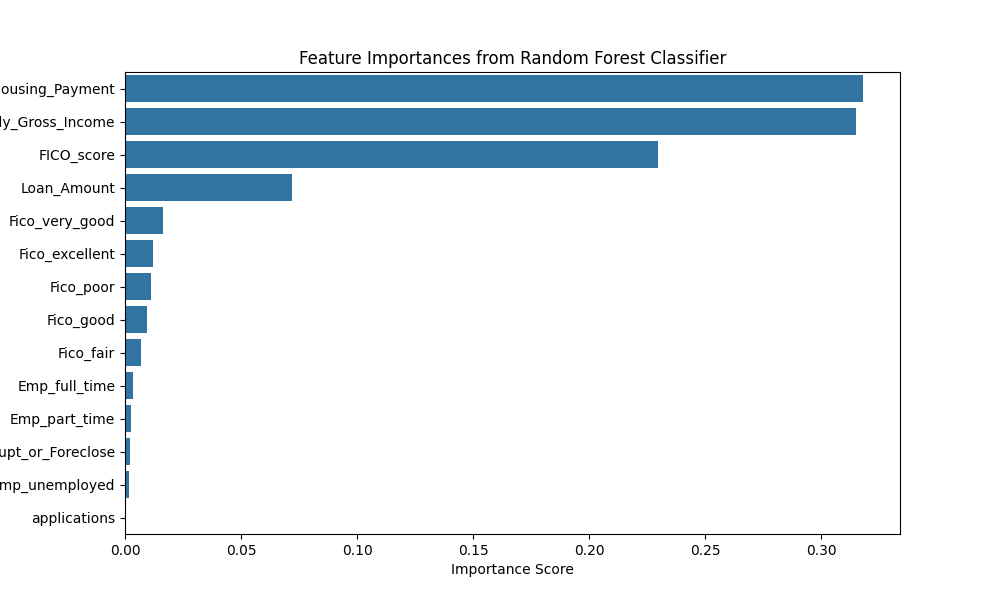 Feature Importances from Random Forest Classifier
ousing_Payment
ly_Gross_Income
FICO_score
Loan_Amount
Fico_very_good
Fico_excellent
Fico_poor
Fico_good
Fico_fair
Emp_full_time
Emp_part_time
upt_or_Foreclose
mp_unemployed
applications
0.00 0.05 0.10 0.15 0.20 0.25 0.30
Importance Score